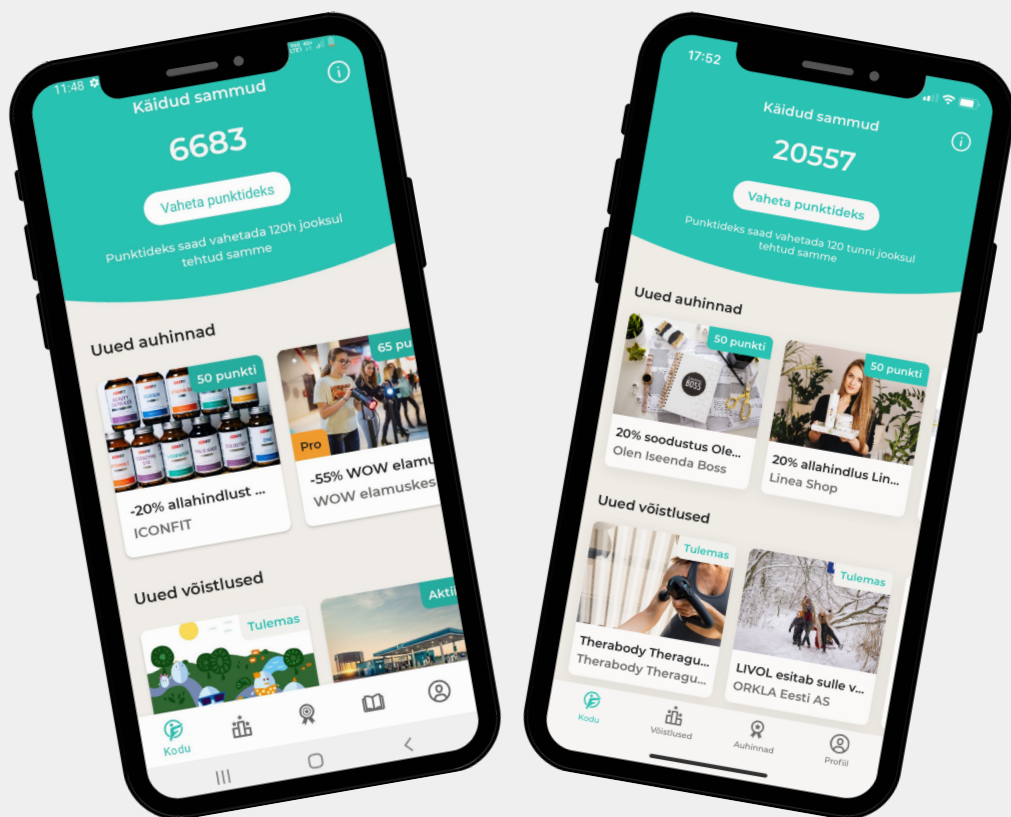 11:48
Käidud sammud
6683
Vaheta punktideks
Punktideks saad vahetada 120h jooksul
tehtud samme
Uued auhinnad
50 punkti
-20% allahindlust ...
ICONFIT
65 pu
Pro
-55% WOW elamu
WOW elamuskes
Uued võistlused
Tulemas
Aktii
Kodu
17:52
Käidud sammud
20557
Vaheta punktideks
Punktideks saad vahetada 120 tunni jooksul
tehtud samme
Uued auhinnad
50 punkti
BOSS
20% soodustus Ole...
Olen Iseenda Boss
50 punkti
20% allahindlus Lin...
Linea Shop
Uued võistlused
Tulemas
Therabody Theragu...
Therabody Theragu...
Tulemas
LIVOL esitab sulle v...
ORKLA Eesti AS
Kodu
Võistlused
Auhinnad
Profiil